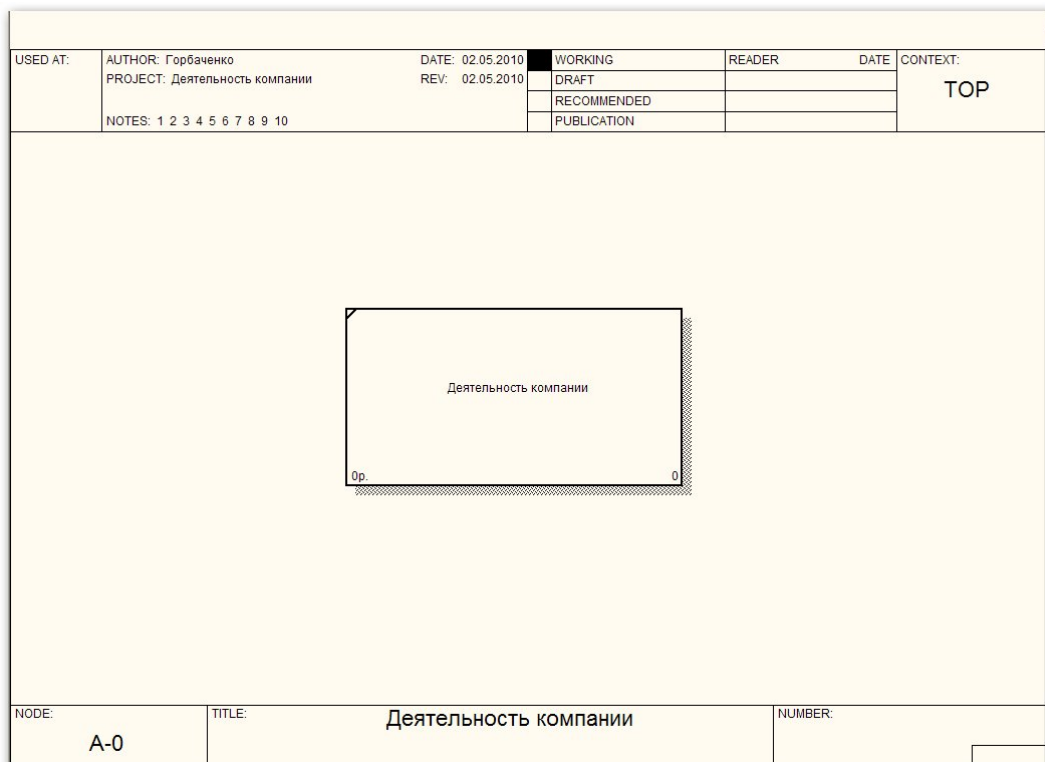 USED AT:
AUTHOR: Горбаченко
DATE: 02.05.2010
WORKING
READER
DATE
CONTEXT:
PROJECT: Деятельность компании
REV: 02.05.2010
DRAFT
TOP
RECOMMENDED
NOTES: 1 2 3 4 5 6 7 8 9 10
PUBLICATION
Деятельность компании
0р.
0
NODE:
TITLE:
Деятельность компании
NUMBER:
A-0